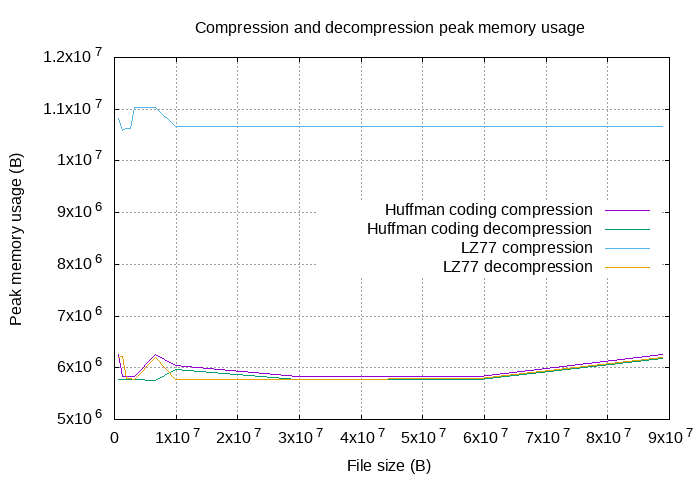 Compression and decompression peak memory usage
1.2x10 7
1.1x10 7
1x10 7
9x10 6
8x10 6
7x10 6
6x10 6
5x10 6
Peak memory usage (B)
Huffman coding compression
Huffman coding decompression
LZ77 compression
LZ77 decompression
0 1x10 7 2x10 7 3x10 7 4x10 7 5x10 7 6x10 7 7x10 7 8x10 7 9x10 7
File size (B)